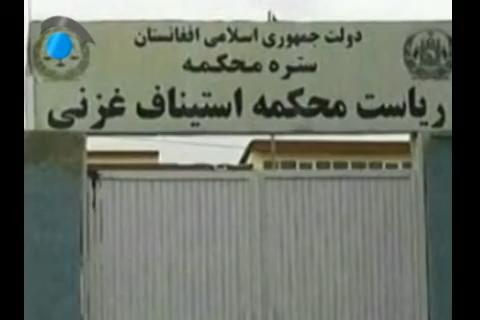 دولت جمهوری اسلامی افغانستان
ستره محکمه
ریاست محکمه استیناف غزنی